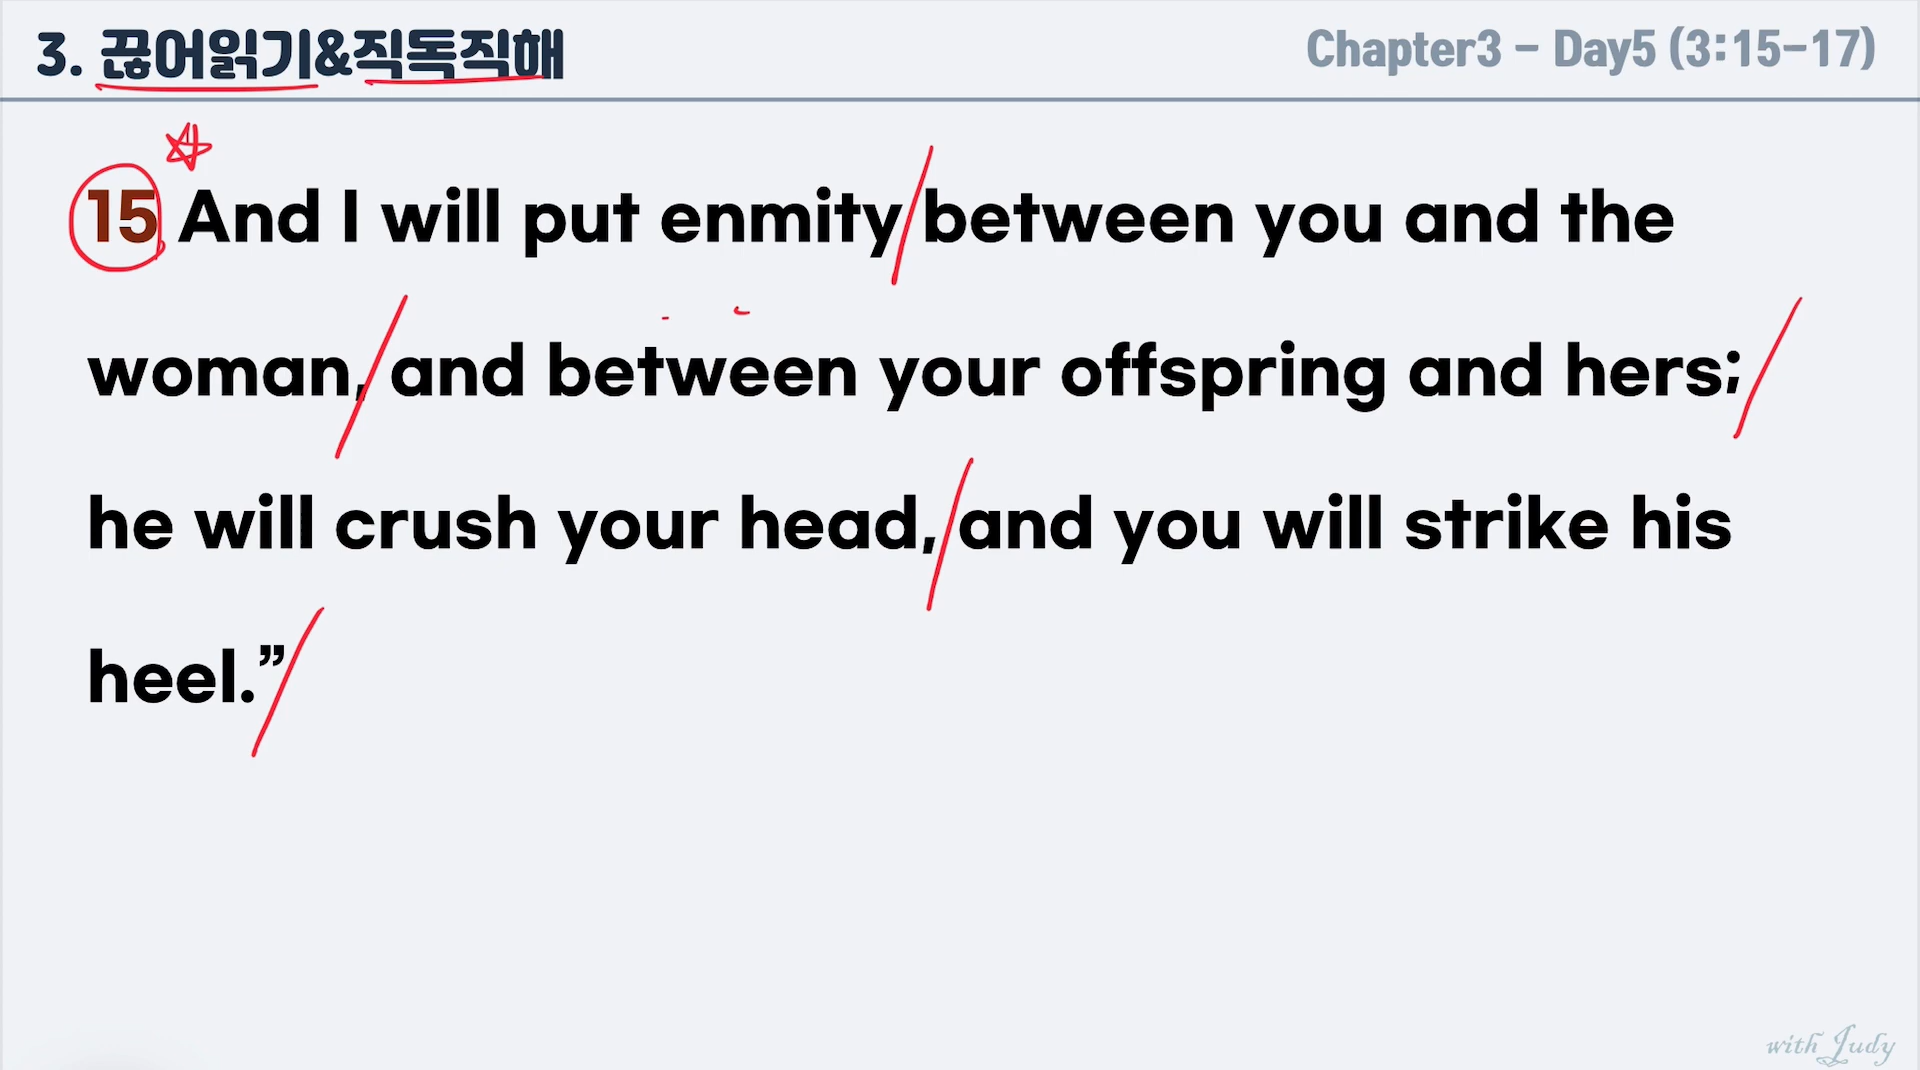 3. 끊어읽기&직독직해
Chapter3 - Day5 (3:15-17)
15 And I will put enmity between you and the
woman, and between your offspring and hers;
he will crush your head, and you will strike his
heel.”
with Judy